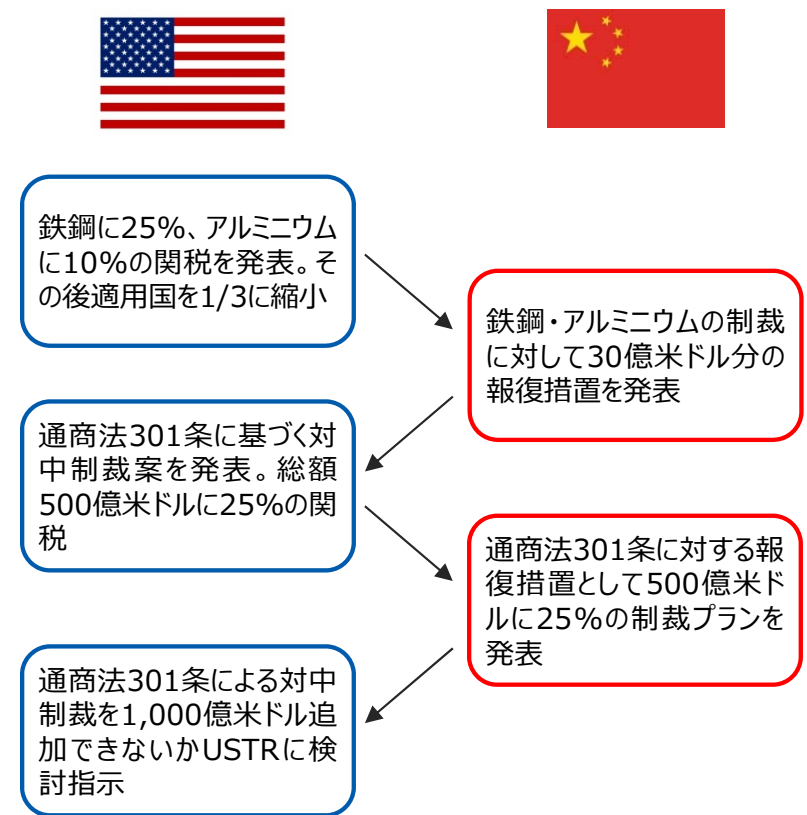 鉄鋼に25%、アルミニウム
に10%の関税を発表。そ
の後適用国を1/3に縮小
鉄鋼・アルミニウムの制裁
に対して30億米ドル分の
報復措置を発表
通商法301条に基づく対
中制裁案を発表。総額
500億米ドルに25%の関
税
通商法301条に対する報
復措置として500億米ド
ルに25%の制裁プランを
発表
通商法301条による対中
制裁を1,000億米ドル追
加できないかUSTRに検
討指示